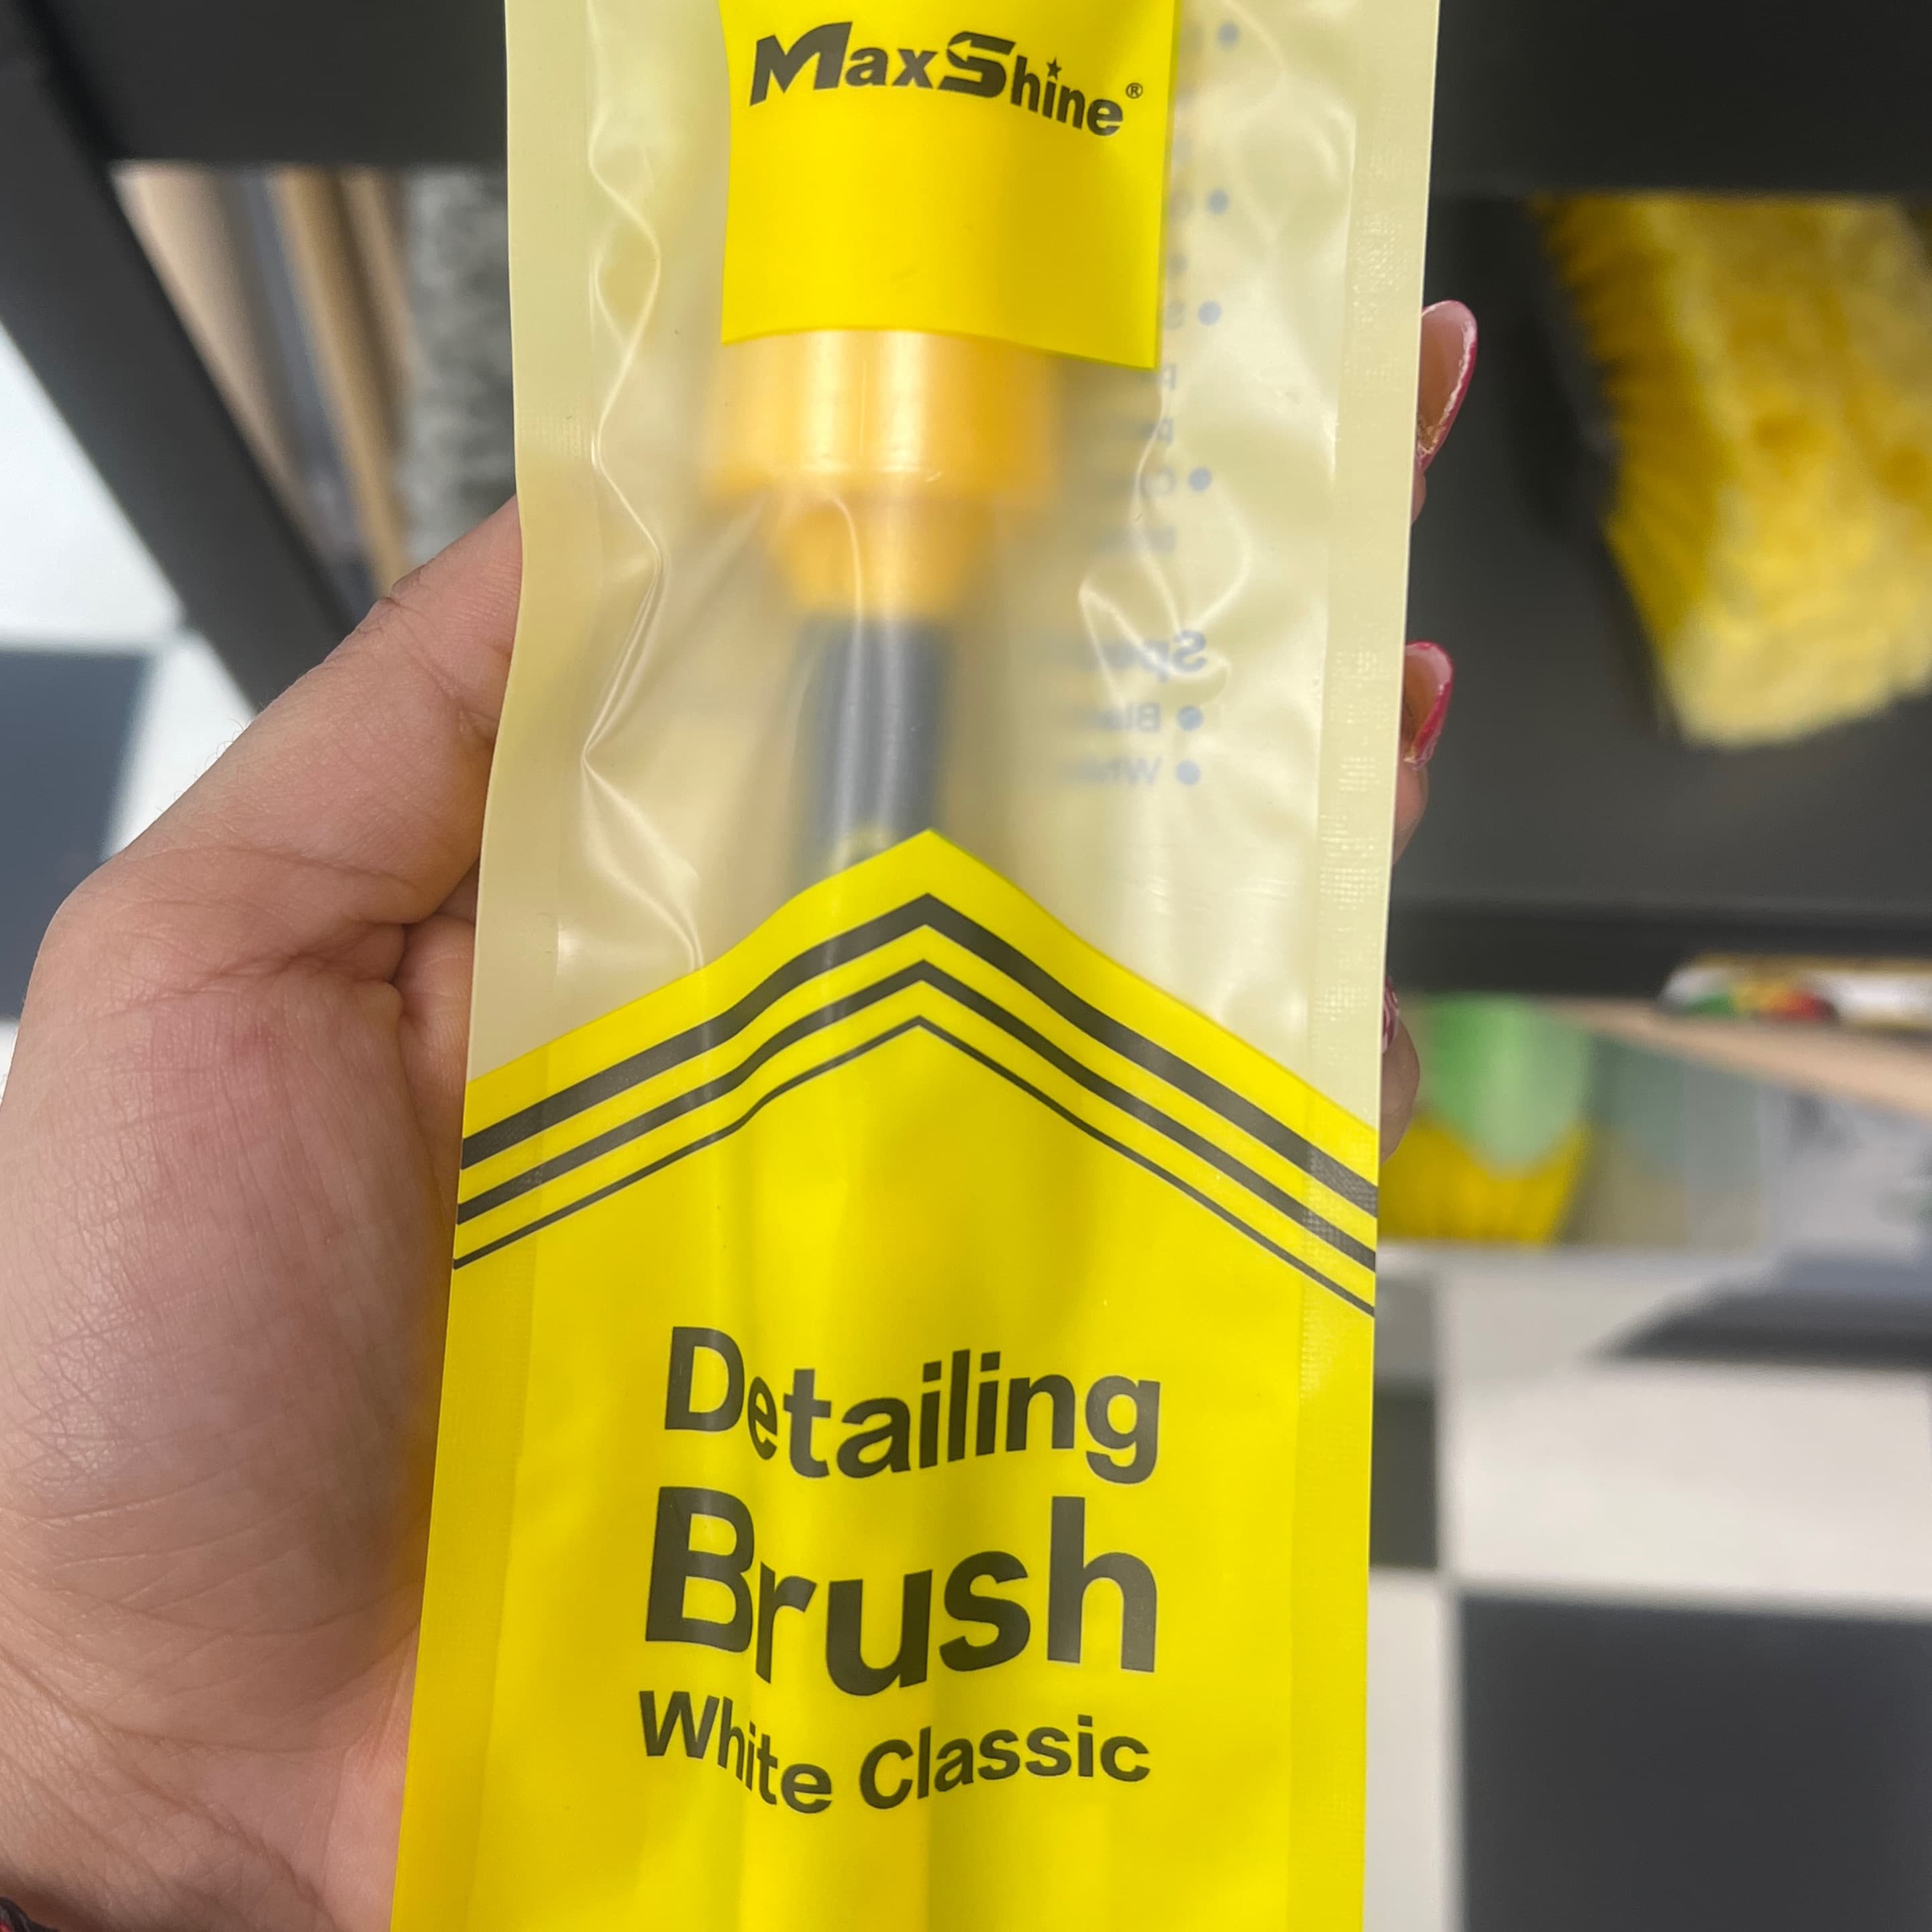 MaxShine®
Detailing
Brush
White Classic